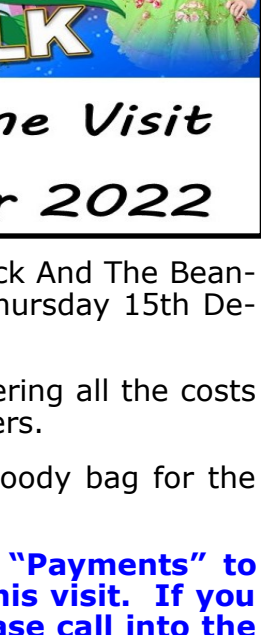 LK
ne Visit
r 2022
ck And The Bean-
hursday 15th De-
ering all the costs
ers.
oody bag for the
“Payments” to
his visit. If you
ase call into the